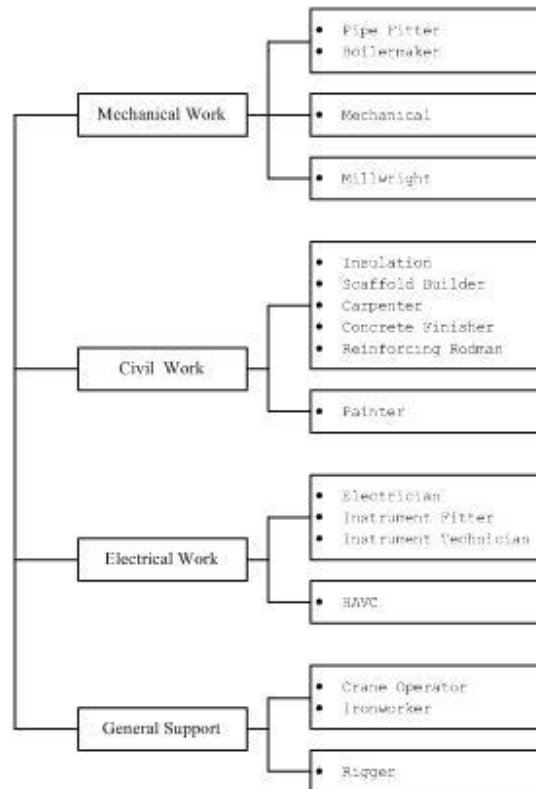 • Pipe Fitter
• Boilermaker
Mechanical Work
• Mechanical
• Millwright
• Insulation
• Scaffold Builder
• Carpenter
• Concrete Finisher
• Reinforcing Rodman
Civil Work
• Painter
• Electrician
• Instrument Fitter
• Instrument Technician
Electrical Work
• HAVC
• Crane Operator
• Ironworker
General Support
• Rigger